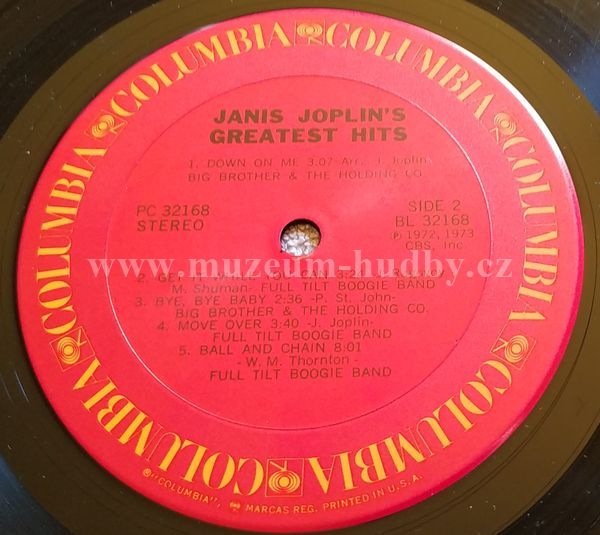 COLUMBIA COLUMBIA COLUMBIA COLUMBIA COLUMBIA COLUMBIA COLUMBIA COLUMBIA
JANIS JOPLIN'S
GREATEST HITS
1. DOWN ON ME 3:07 Arr. J. Joplin-
BIG BROTHER & THE HOLDING CO.
PC 32168
STEREO
SIDE 2
BL 32168
℗ 1972, 1973
CBS, Inc.
www.muzeum-hudby.cz
2. GET
M. Shuman- FULL TILT BOOGIE BAND
3. BYE, BYE BABY 2:36 -P. St. John-
BIG BROTHER & THE HOLDING CO.
4. MOVE OVER 3:40 -J. Joplin-
FULL TILT BOOGIE BAND
5. BALL AND CHAIN 8:01
- W. M. Thornton-
FULL TILT BOOGIE BAND
®"COLUMBIA", MARCAS REG. PRINTED IN U.S.A.